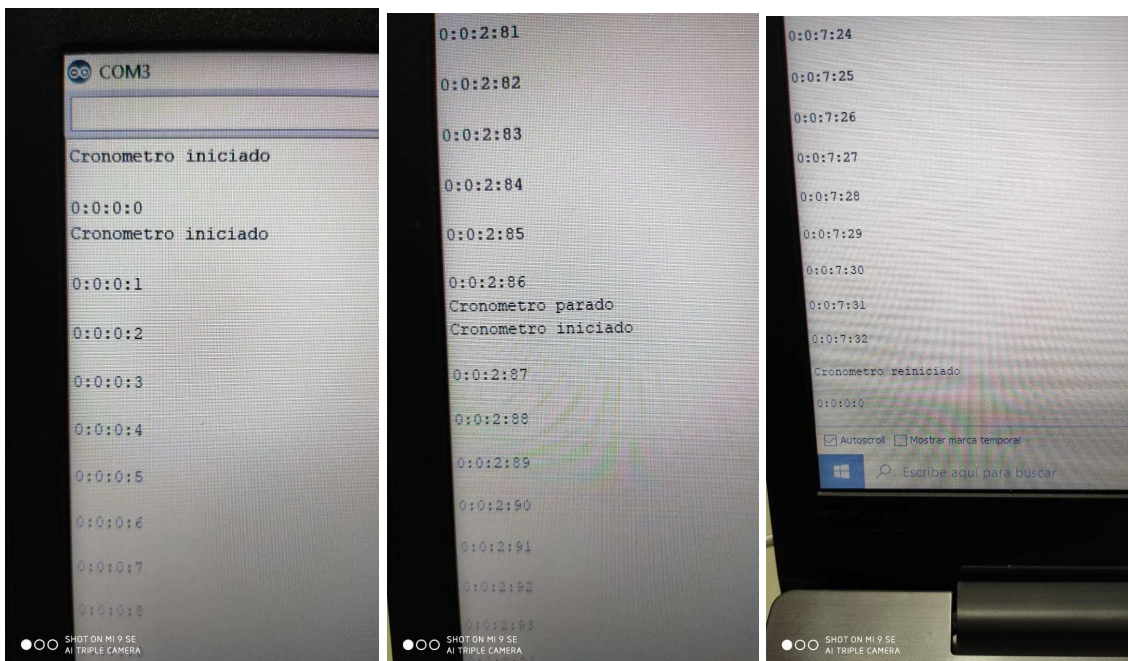 COM3
Cronometro iniciado
0:0:0:0
Cronometro iniciado
0:0:0:1
0:0:0:2
0:0:0:3
0:0:0:4
0:0:0:5
0:0:0:6
0:0:0:7
0:0:0:8
SHOT ON MI 9 SE
AI TRIPLE CAMERA
0:0:2:81
0:0:2:82
0:0:2:83
0:0:2:84
0:0:2:85
0:0:2:86
Cronometro parado
Cronometro iniciado
0:0:2:87
0:0:2:88
0:0:2:89
0:0:2:90
0:0:2:91
0:0:2:92
0:0:2:93
SHOT ON MI 9 SE
AI TRIPLE CAMERA
0:0:7:24
0:0:7:25
0:0:7:26
0:0:7:27
0:0:7:28
0:0:7:29
0:0:7:30
0:0:7:31
0:0:7:32
Cronometro reiniciado
0:0:0:0
Autoscroll Mostrar marca temporal
Escribe aquí para buscar
SHOT ON MI 9 SE
AI TRIPLE CAMERA